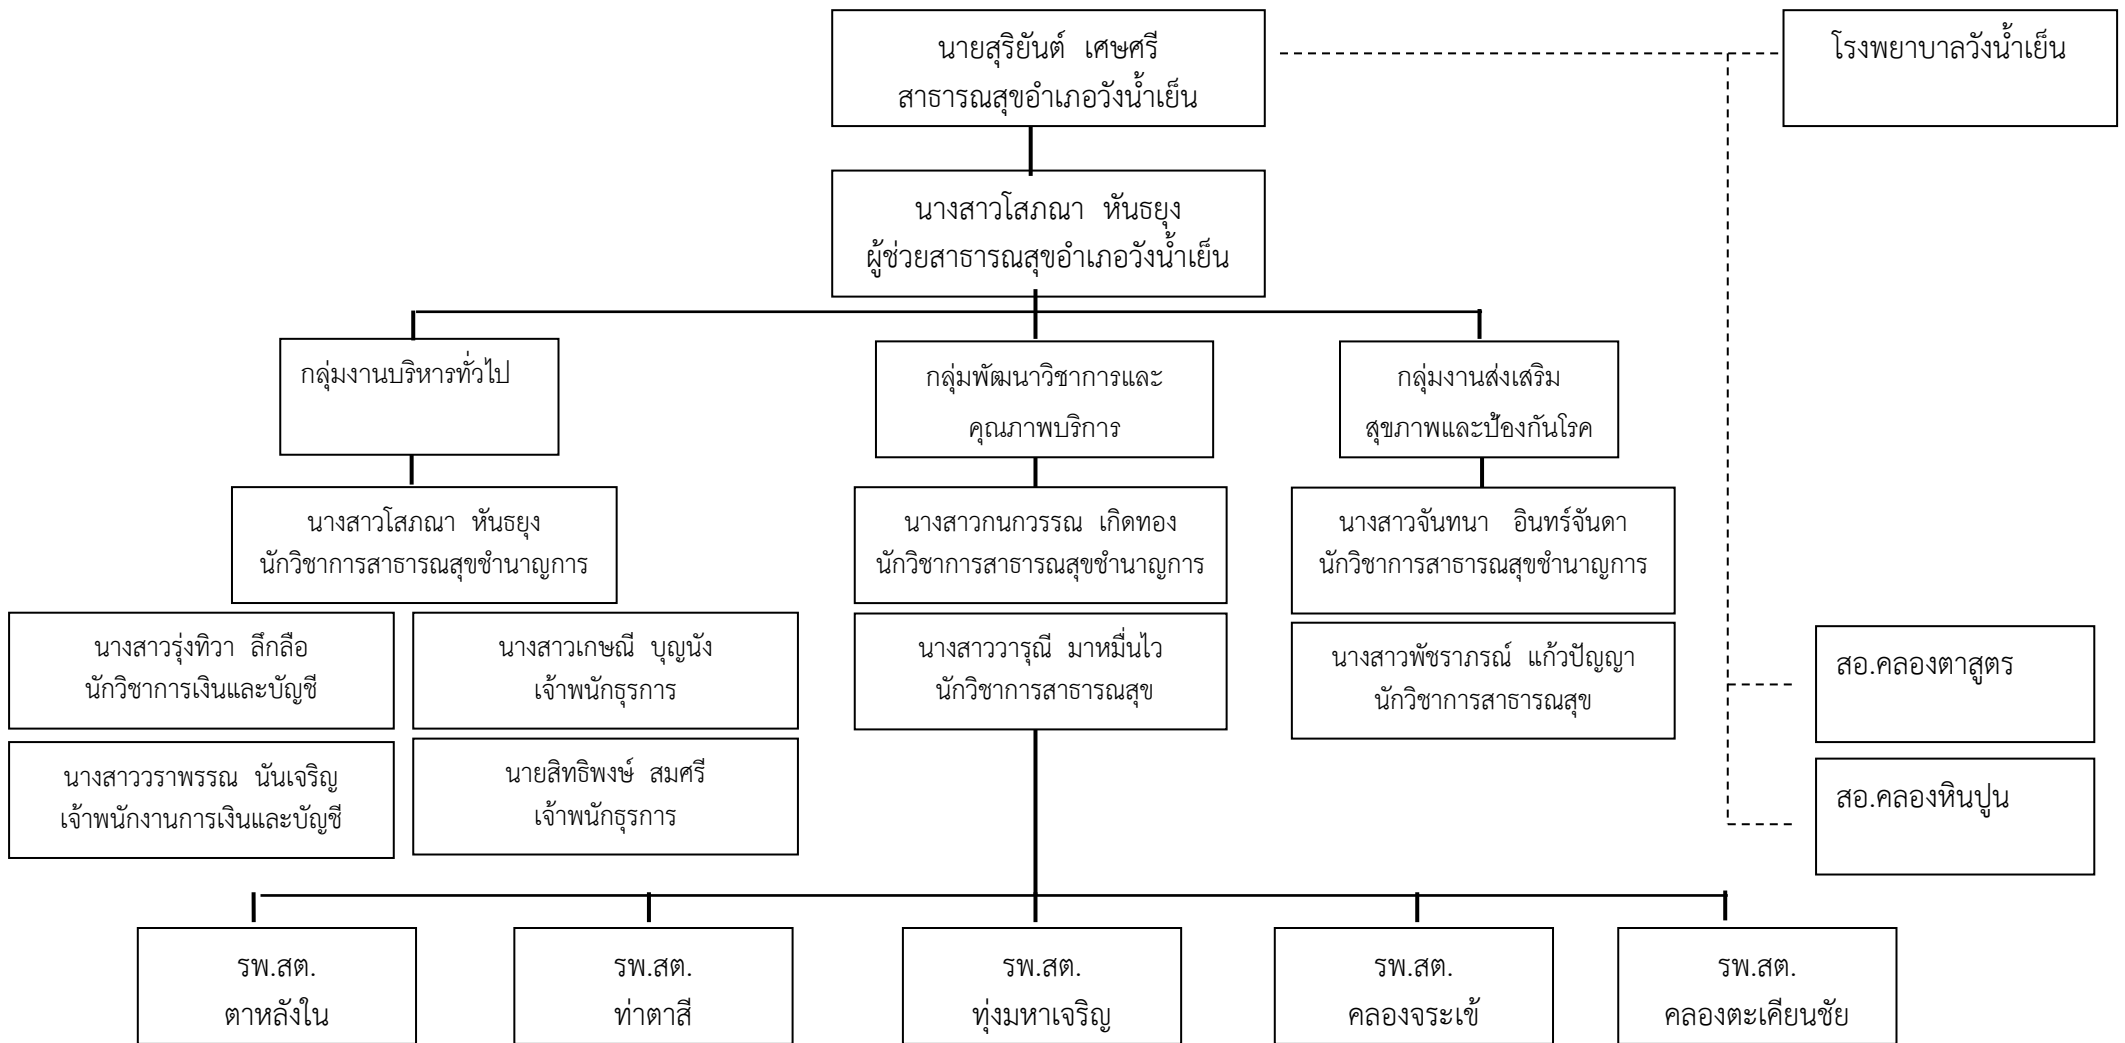 นายสุริยันต์ เศษศรี
สาธารณสุขอำเภอวังน้ำเย็น
โรงพยาบาลวังน้ำเย็น
นางสาวโสภณา หันธยุง
ผู้ช่วยสาธารณสุขอำเภอวังน้ำเย็น
กลุ่มงานบริหารทั่วไป
กลุ่มพัฒนาวิชาการและ
คุณภาพบริการ
กลุ่มงานส่งเสริม
สุขภาพและป้องกันโรค
นางสาวโสภณา หันธยุง
นักวิชาการสาธารณสุขชำนาญการ
นางสาวกนกวรรณ เกิดทอง
นักวิชาการสาธารณสุขชำนาญการ
นางสาวจันทนา อินทร์จันดา
นักวิชาการสาธารณสุขชำนาญการ
นางสาวรุ่งทิวา ลึกลือ
นักวิชาการเงินและบัญชี
นางสาวเกษณี บุญนัง
เจ้าพนักธุรการ
นางสาววารุณี มาหมื่นไว
นักวิชาการสาธารณสุข
นางสาวพัชราภรณ์ แก้วปัญญา
นักวิชาการสาธารณสุข
สอ.คลองตาสูตร
นางสาววราพรรณ นันเจริญ
เจ้าพนักงานการเงินและบัญชี
นายสิทธิพงษ์ สมศรี
เจ้าพนักธุรการ
สอ.คลองหินปูน
รพ.สต.
ตาหลังใน
รพ.สต.
ท่าตาสี
รพ.สต.
ทุ่งมหาเจริญ
รพ.สต.
คลองจระเข้
รพ.สต.
คลองตะเคียนชัย